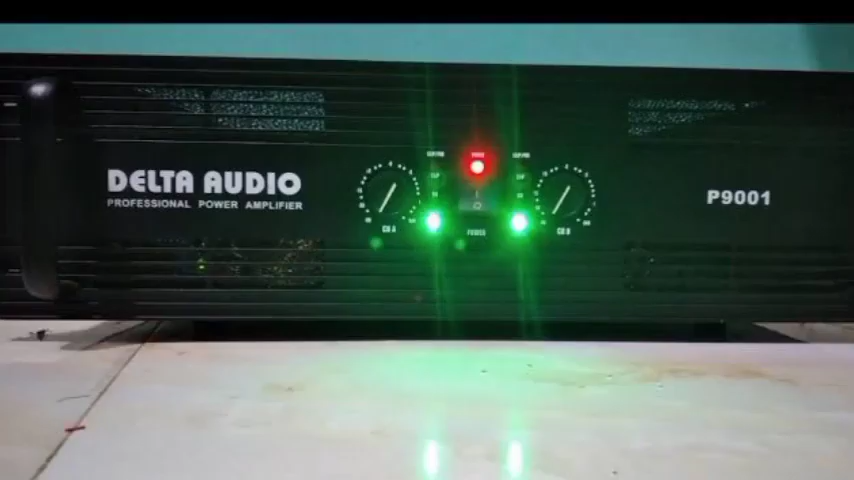 DELTA AUDIO
PROFESSIONAL POWER AMPLIFIER
CH A
POWER
CH B
P9001